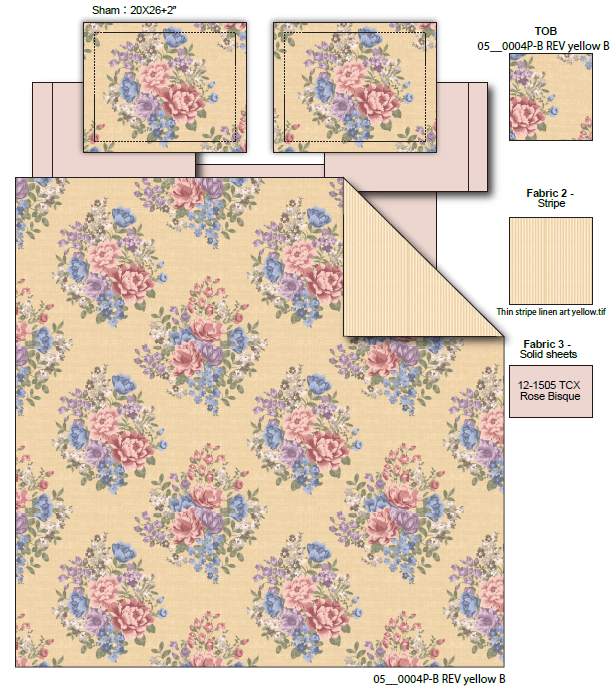 Sham：20X26+2"
TOB
05__0004P-B REV yellow B
Fabric 2 -
Stripe
Thin stripe linen art yellow.tif
Fabric 3 -
Solid sheets
12-1505 TCX
Rose Bisque
05__0004P-B REV yellow B